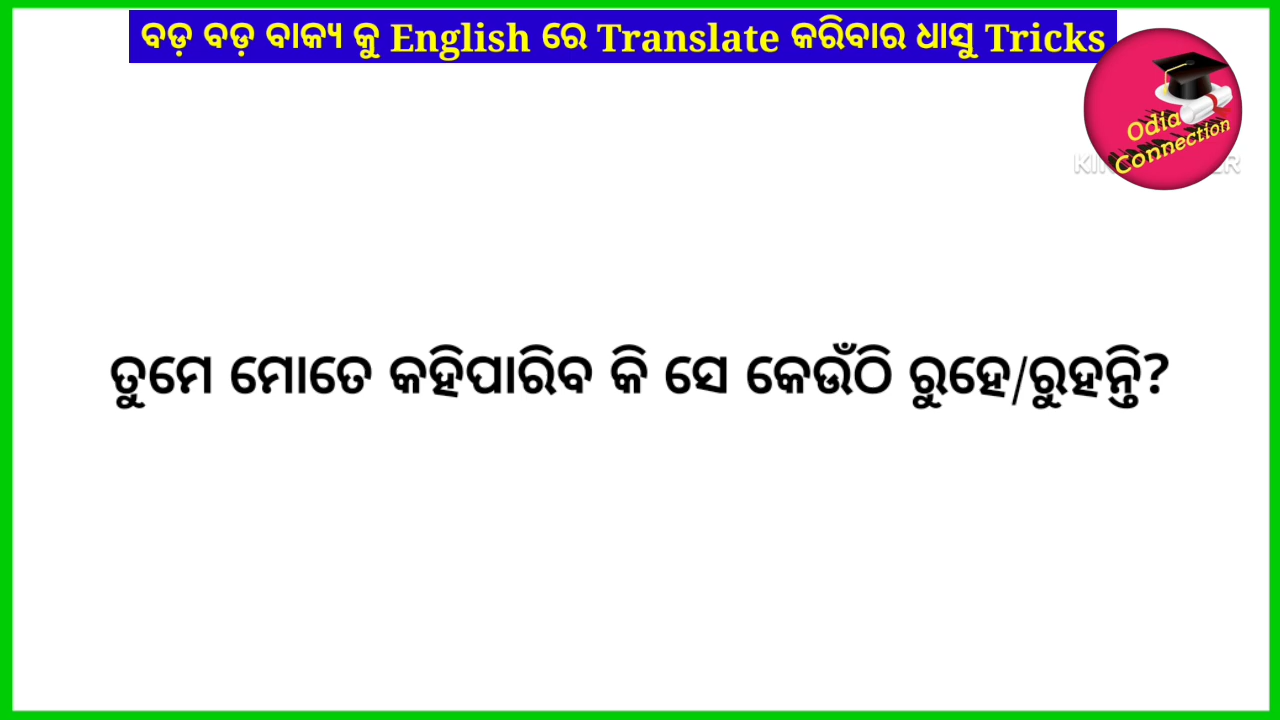 ବଡ଼ ବଡ଼ ବାକ୍ୟ କୁ English ରେ Translate କରିବାର ଧାସୁ Tricks
Odia
Connection
ତୁମେ ମୋତେ କହିପାରିବ କି ସେ କେଉଁଠି ରୁହେ/ରୁହନ୍ତି?